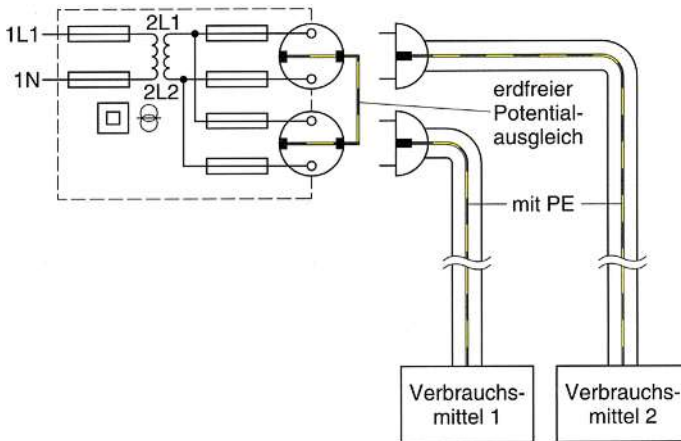 1L1
2L1
1N
2L2
erdfreier
Potential-
ausgleich
mit PE
Verbrauchs-
mittel 1
Verbrauchs-
mittel 2